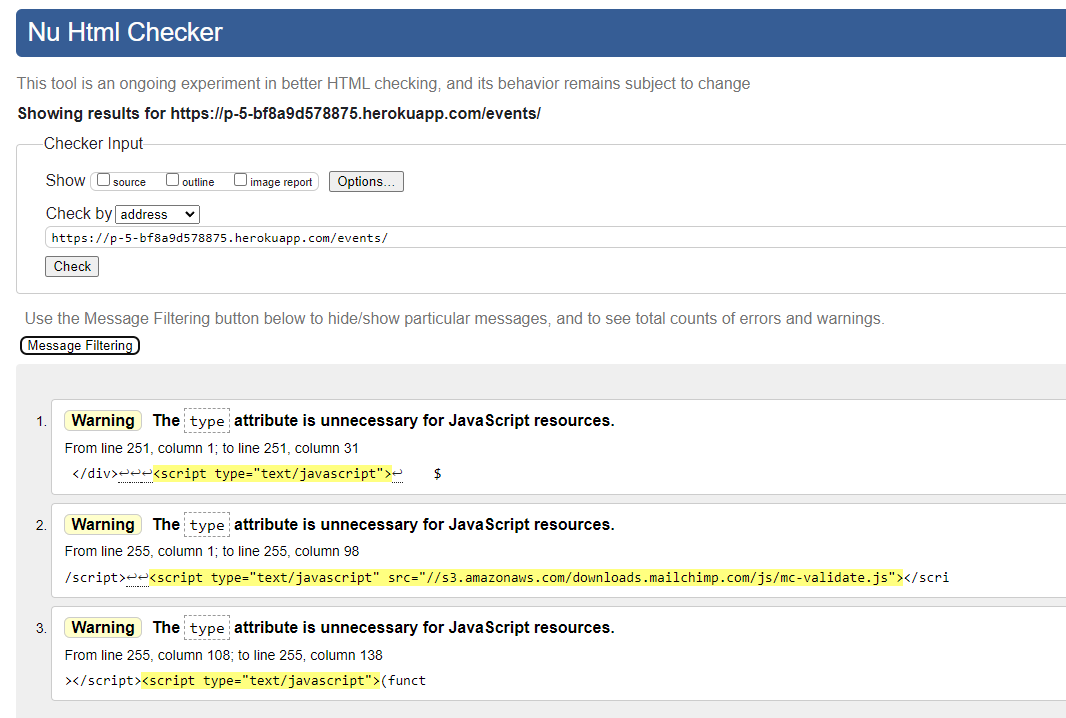 Nu Html Checker
This tool is an ongoing experiment in better HTML checking, and its behavior remains subject to change
Showing results for https://p-5-bf8a9d578875.herokuapp.com/events/
Checker Input
Show source outline image report Options...
Check by address
https://p-5-bf8a9d578875.herokuapp.com/events/
Check
Use the Message Filtering button below to hide/show particular messages, and to see total counts of errors and warnings.
Message Filtering
1. Warning The type attribute is unnecessary for JavaScript resources.
From line 251, column 1; to line 251, column 31
</div>↩↩↩<script type="text/javascript">↩ $
2. Warning The type attribute is unnecessary for JavaScript resources.
From line 255, column 1; to line 255, column 98
/script>↩↩<script type="text/javascript" src="//s3.amazonaws.com/downloads.mailchimp.com/js/mc-validate.js"></scri
3. Warning The type attribute is unnecessary for JavaScript resources.
From line 255, column 108; to line 255, column 138
></script><script type="text/javascript">(funct